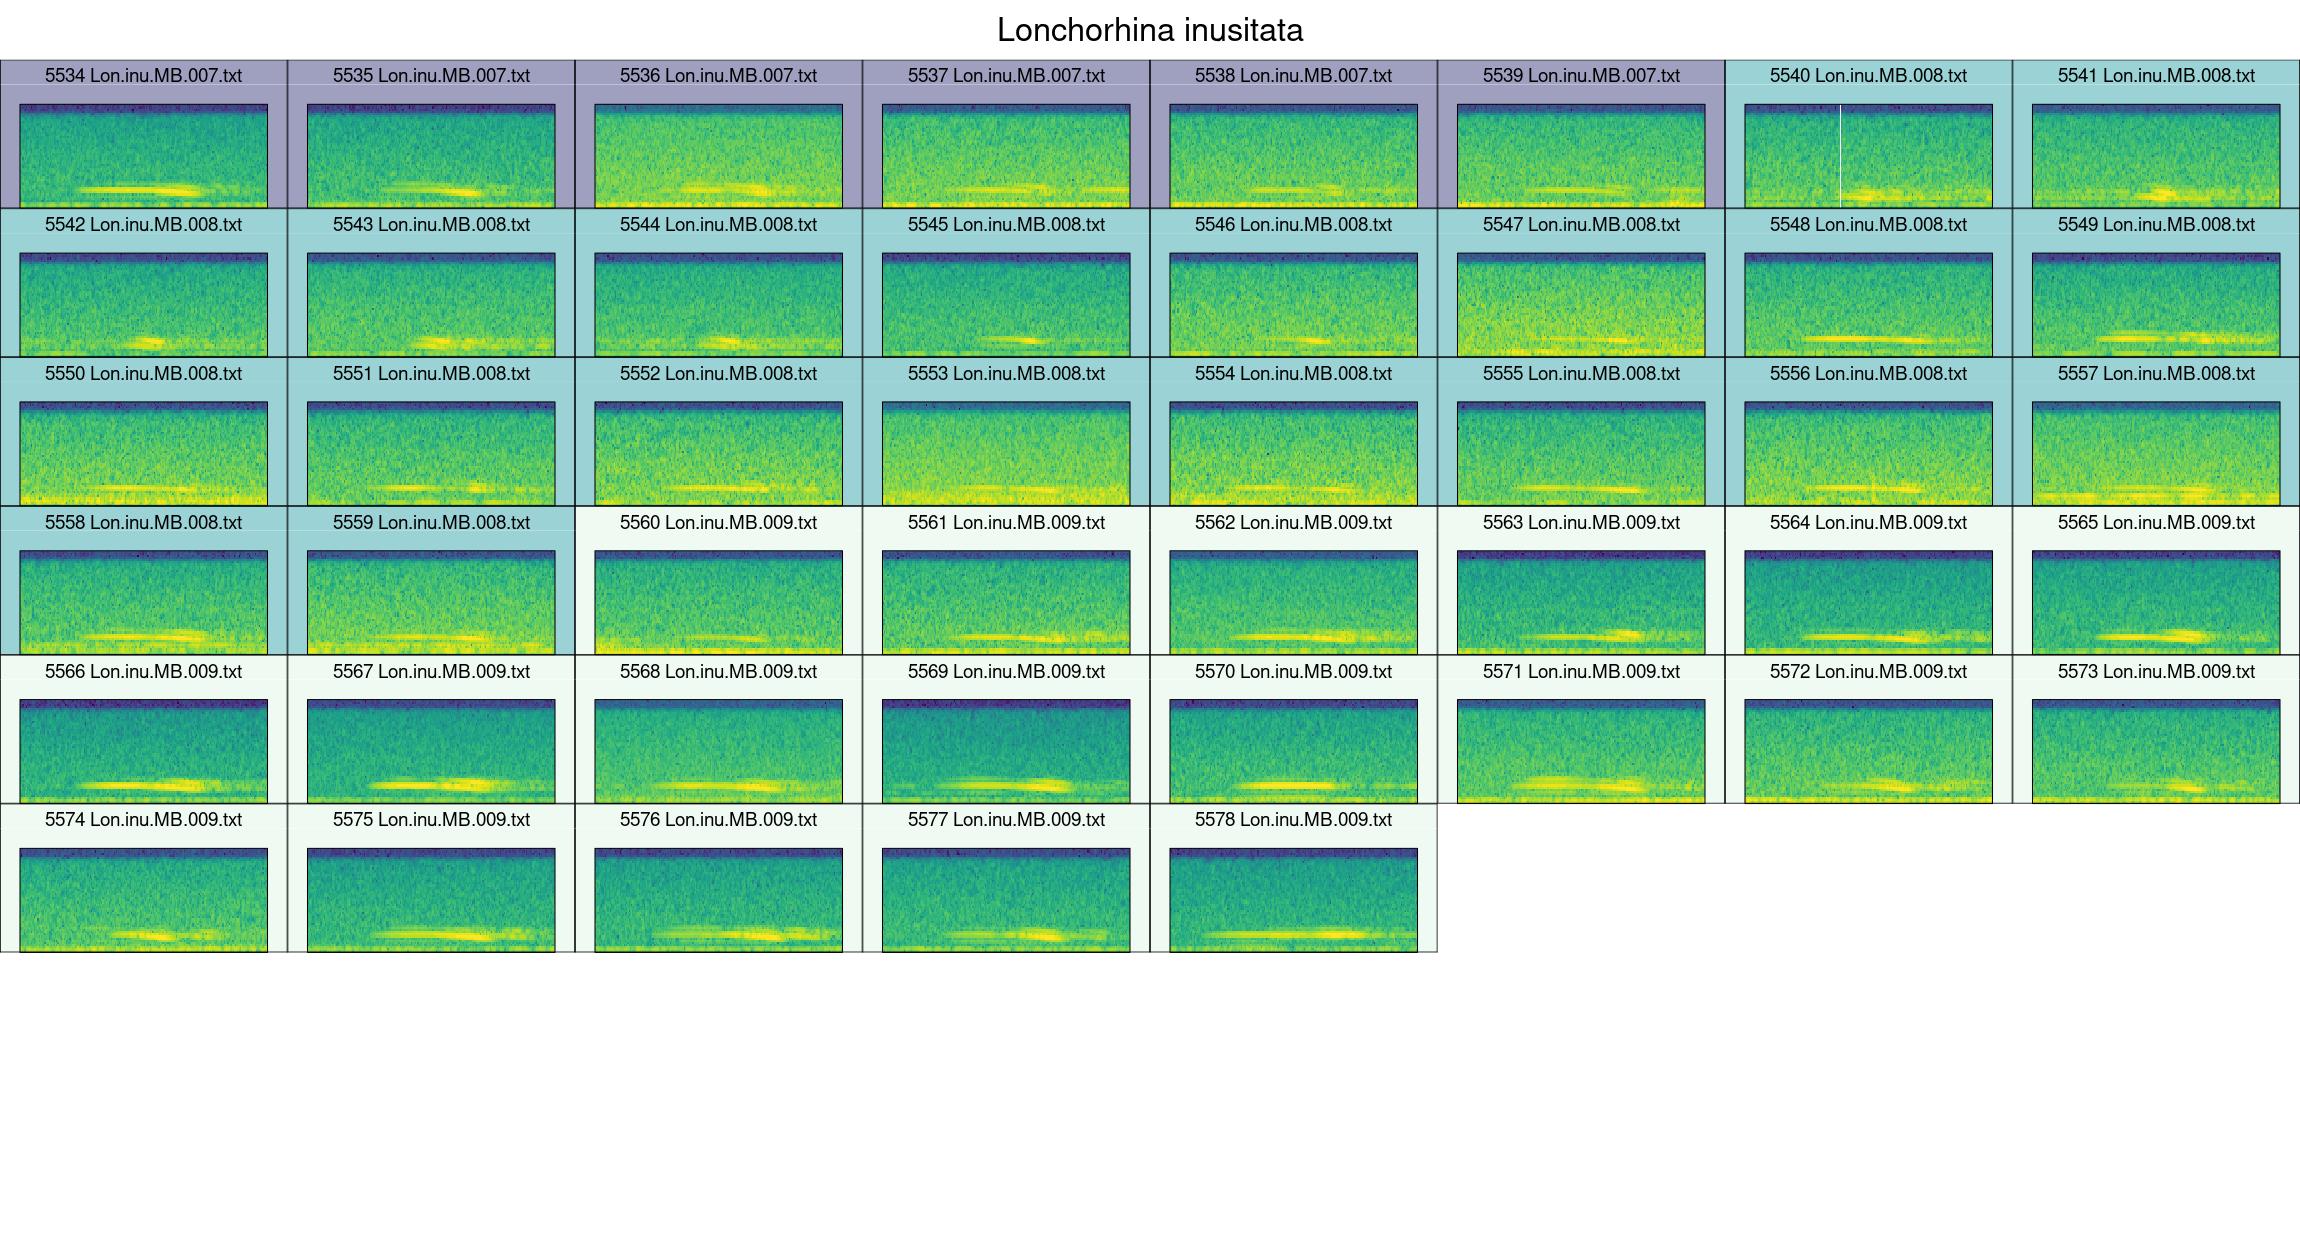 Lonchorhina inusitata
5534 Lon.inu.MB.007.txt 5535 Lon.inu.MB.007.txt 5536 Lon.inu.MB.007.txt 5537 Lon.inu.MB.007.txt 5538 Lon.inu.MB.007.txt 5539 Lon.inu.MB.007.txt 5540 Lon.inu.MB.008.txt 5541 Lon.inu.MB.008.txt
5542 Lon.inu.MB.008.txt 5543 Lon.inu.MB.008.txt 5544 Lon.inu.MB.008.txt 5545 Lon.inu.MB.008.txt 5546 Lon.inu.MB.008.txt 5547 Lon.inu.MB.008.txt 5548 Lon.inu.MB.008.txt 5549 Lon.inu.MB.008.txt
5550 Lon.inu.MB.008.txt 5551 Lon.inu.MB.008.txt 5552 Lon.inu.MB.008.txt 5553 Lon.inu.MB.008.txt 5554 Lon.inu.MB.008.txt 5555 Lon.inu.MB.008.txt 5556 Lon.inu.MB.008.txt 5557 Lon.inu.MB.008.txt
5558 Lon.inu.MB.008.txt 5559 Lon.inu.MB.008.txt 5560 Lon.inu.MB.009.txt 5561 Lon.inu.MB.009.txt 5562 Lon.inu.MB.009.txt 5563 Lon.inu.MB.009.txt 5564 Lon.inu.MB.009.txt 5565 Lon.inu.MB.009.txt
5566 Lon.inu.MB.009.txt 5567 Lon.inu.MB.009.txt 5568 Lon.inu.MB.009.txt 5569 Lon.inu.MB.009.txt 5570 Lon.inu.MB.009.txt 5571 Lon.inu.MB.009.txt 5572 Lon.inu.MB.009.txt 5573 Lon.inu.MB.009.txt
5574 Lon.inu.MB.009.txt 5575 Lon.inu.MB.009.txt 5576 Lon.inu.MB.009.txt 5577 Lon.inu.MB.009.txt 5578 Lon.inu.MB.009.txt